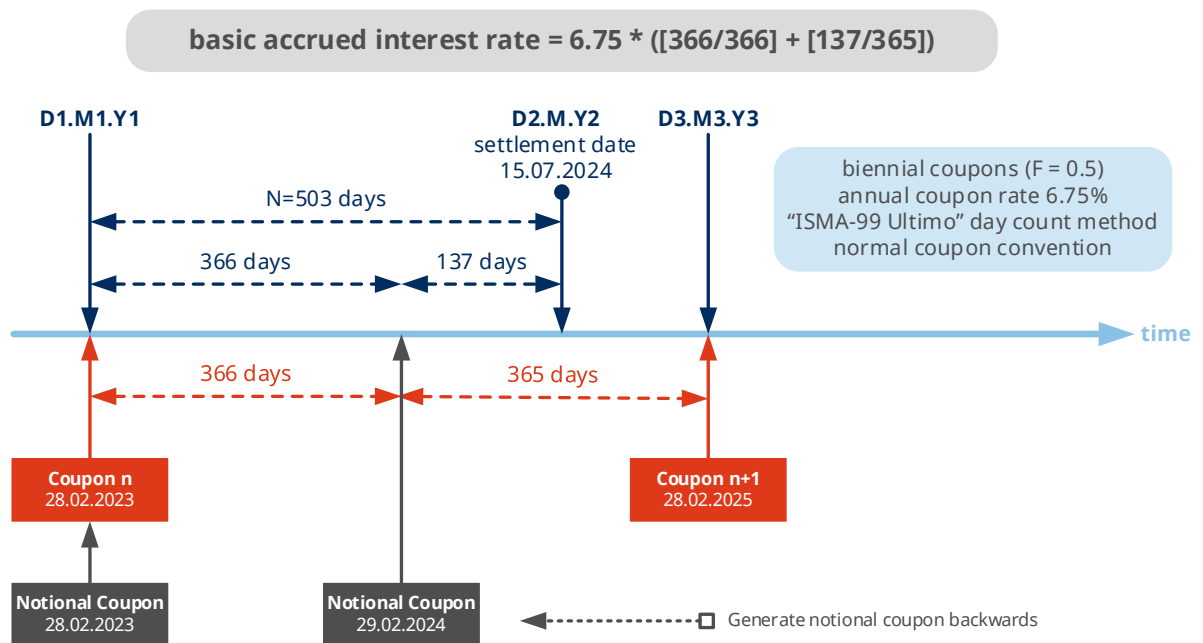 basic accrued interest rate = 6.75 * ([366/366] + [137/365])
D1.M1.Y1
D2.M.Y2
settlement date
15.07.2024
D3.M3.Y3
biennial coupons (F = 0.5)
annual coupon rate 6.75%
“ISMA-99 Ultimo” day count method
normal coupon convention
N=503 days
366 days
137 days
time
366 days
365 days
Coupon n
28.02.2023
Coupon n+1
28.02.2025
Notional Coupon
28.02.2023
Notional Coupon
29.02.2024
Generate notional coupon backwards